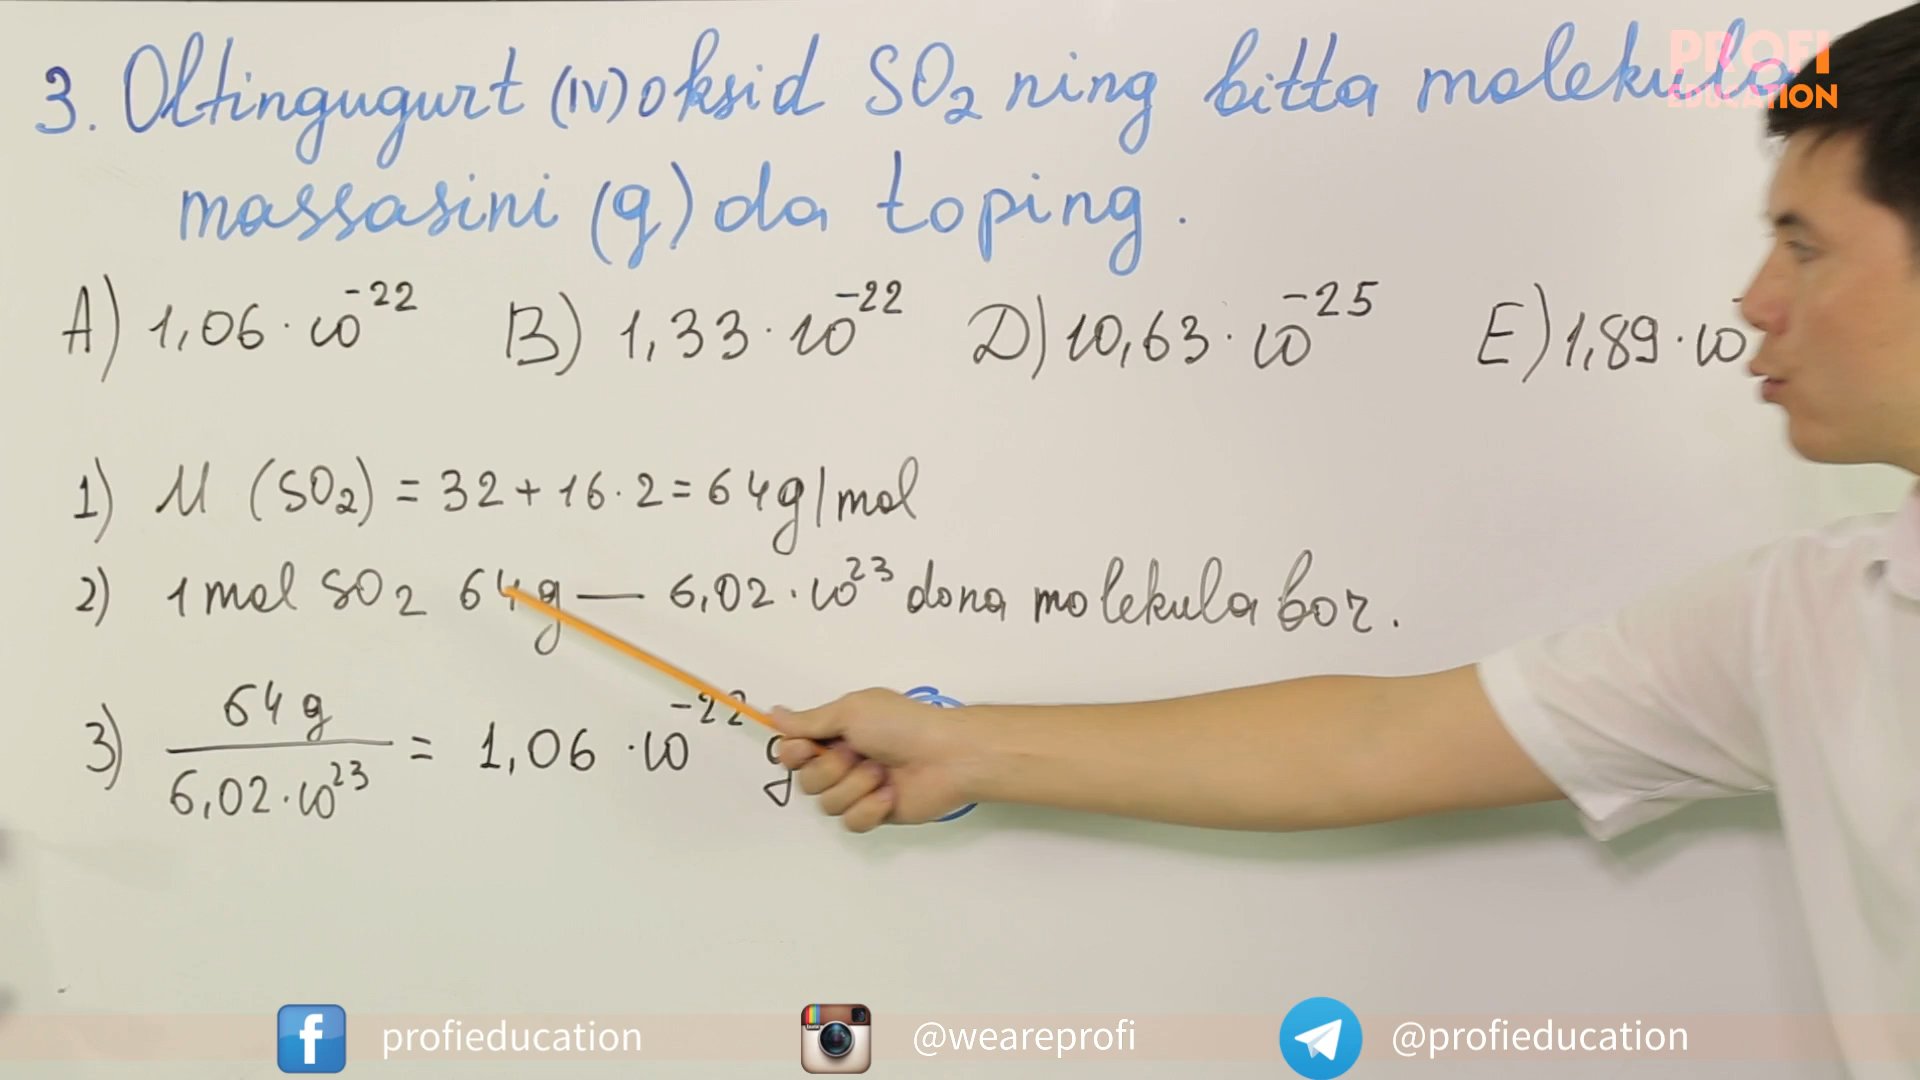 PROFI
EDUCATION
3. Oltingugurt (IV) oksid SO₂ ning bitta molekula
massasini (g) da toping.
A) 1,06 · 10⁻²² B) 1,33 · 10⁻²² D) 10,63 · 10⁻²⁵ E) 1,89 · 10
1) M (SO₂) = 32 + 16 · 2 = 64g/mol
2) 1 mol SO₂ 64g — 6,02 · 10²³ dona molekula bor.
3) 64 g / 6,02 · 10²³ = 1,06 · 10⁻²² g
profieducation @weareprofi @profieducation